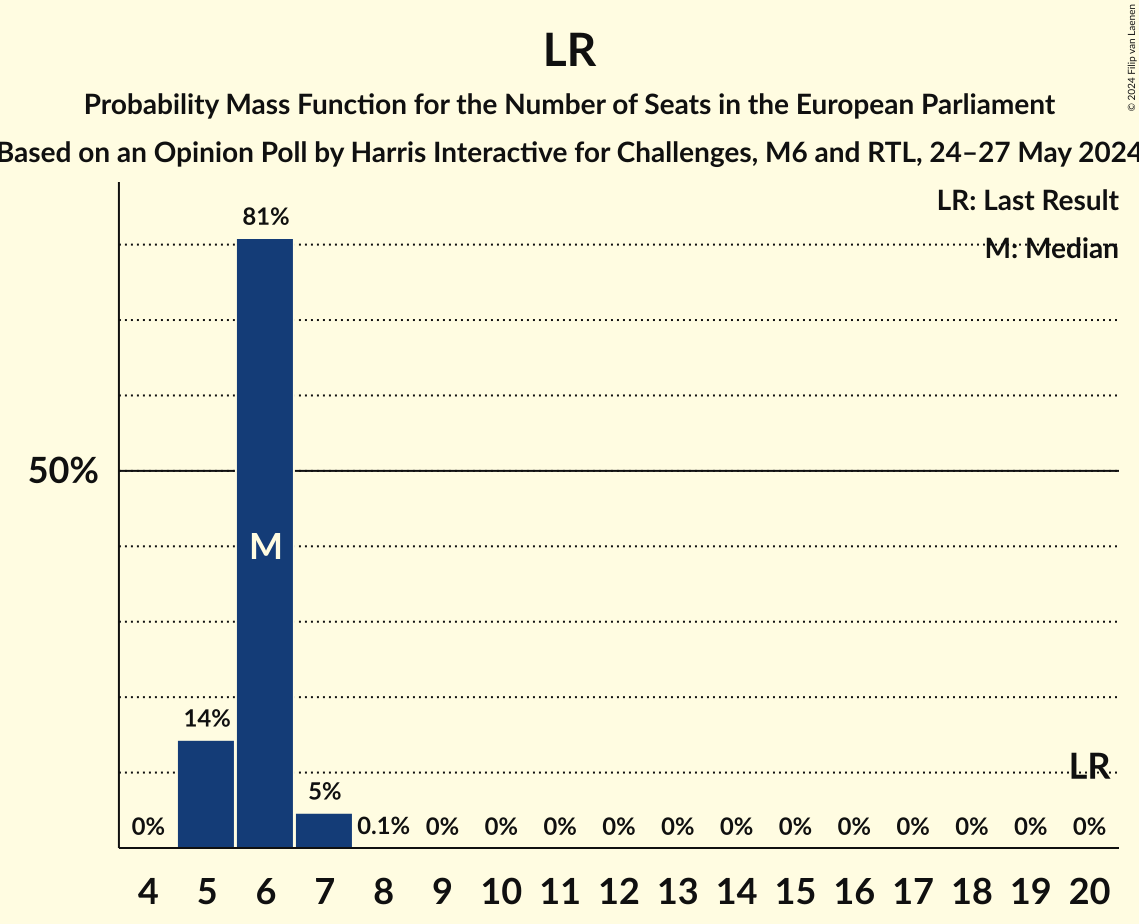 LR
Probability Mass Function for the Number of Seats in the European Parliament
Based on an Opinion Poll by Harris Interactive for Challenges, M6 and RTL, 24–27 May 2024
© 2024 Filip van Laenen
LR: Last Result
M: Median
81%
50%
M
14%
LR
5%
0% 0.1% 0% 0% 0% 0% 0% 0% 0% 0% 0% 0% 0% 0%
4 5 6 7 8 9 10 11 12 13 14 15 16 17 18 19 20